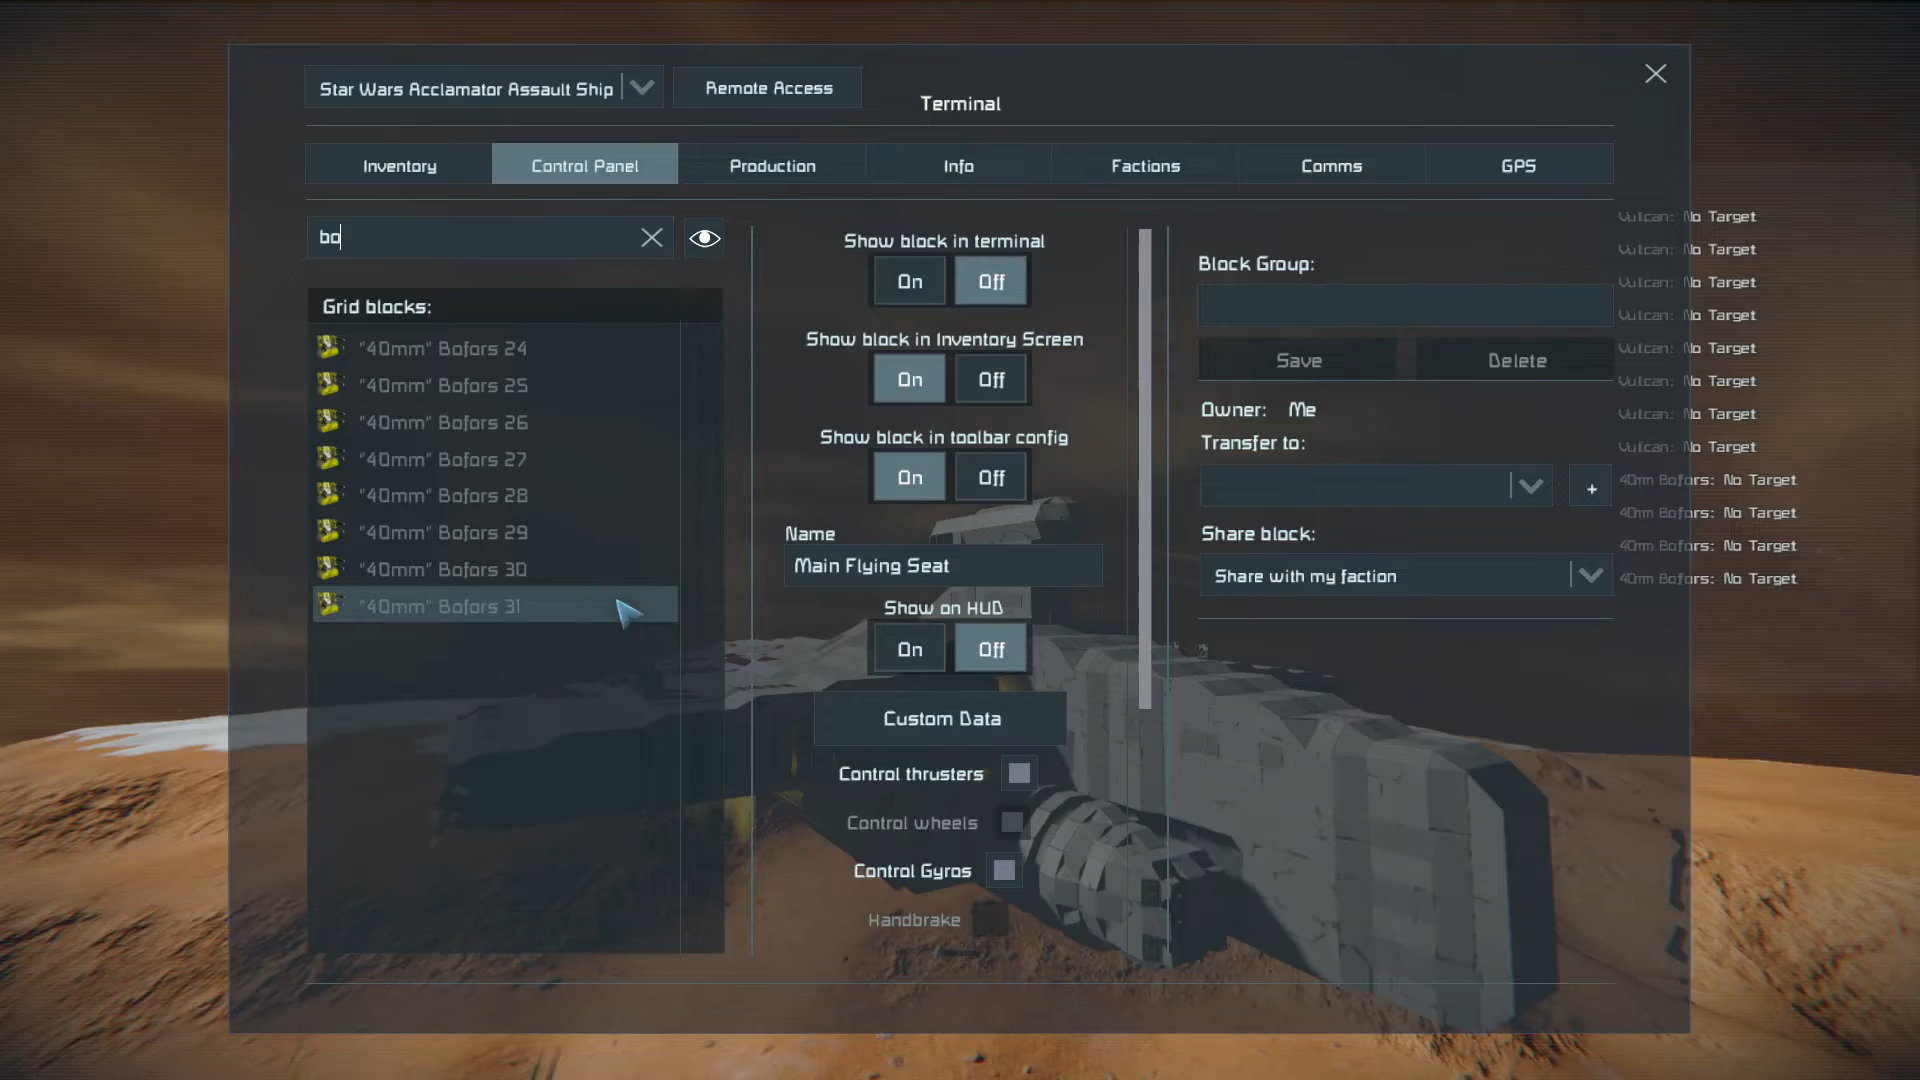 Star Wars Acclamator Assault Ship
Remote Access
Terminal
Inventory
Control Panel
Production
Info
Factions
Comms
GPS
bo
Grid blocks:
"40mm" Bofors 24
"40mm" Bofors 25
"40mm" Bofors 26
"40mm" Bofors 27
"40mm" Bofors 28
"40mm" Bofors 29
"40mm" Bofors 30
"40mm" Bofors 31
Show block in terminal
On Off
Show block in Inventory Screen
On Off
Show block in toolbar config
On Off
Name
Main Flying Seat
Show on HUD
On Off
Custom Data
Control thrusters
Control wheels
Control Gyros
Handbrake
Block Group:
Save Delete
Owner: Me
Transfer to:
+
Share block:
Share with my faction
Vulcan: No Target
Vulcan: No Target
Vulcan: No Target
Vulcan: No Target
Vulcan: No Target
Vulcan: No Target
Vulcan: No Target
Vulcan: No Target
40mm Bofors: No Target
40mm Bofors: No Target
40mm Bofors: No Target
40mm Bofors: No Target